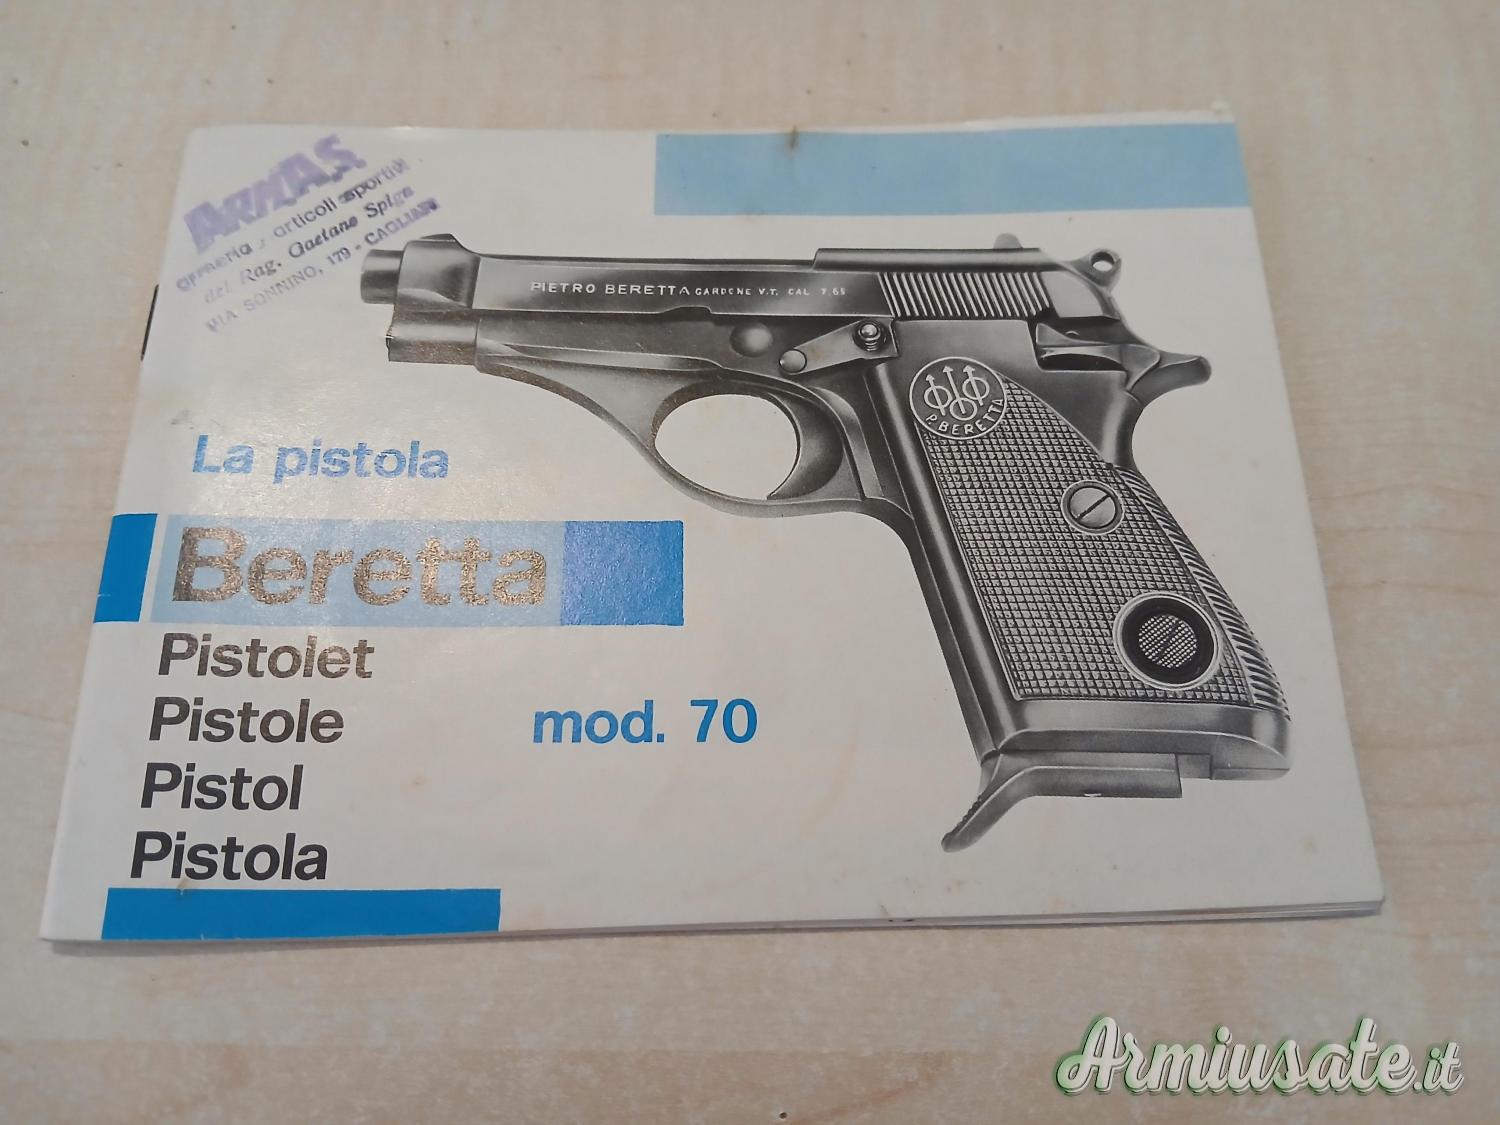 ARMAS
armeria - articoli sportivi
del Rag. Gaetano Spiga
VIA SONNINO, 179 - CAGLIARI
PIETRO BERETTA GARDONE V.T. CAL 7,65
P. BERETTA
La pistola
Beretta
Pistolet
Pistole
mod. 70
Pistol
Pistola
Armiusate.it